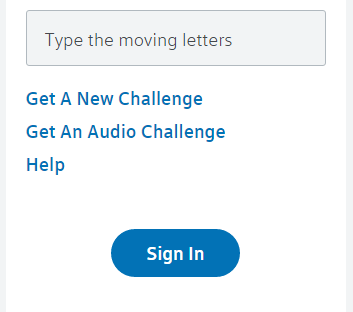 Type the moving letters
Get A New Challenge
Get An Audio Challenge
Help
Sign In